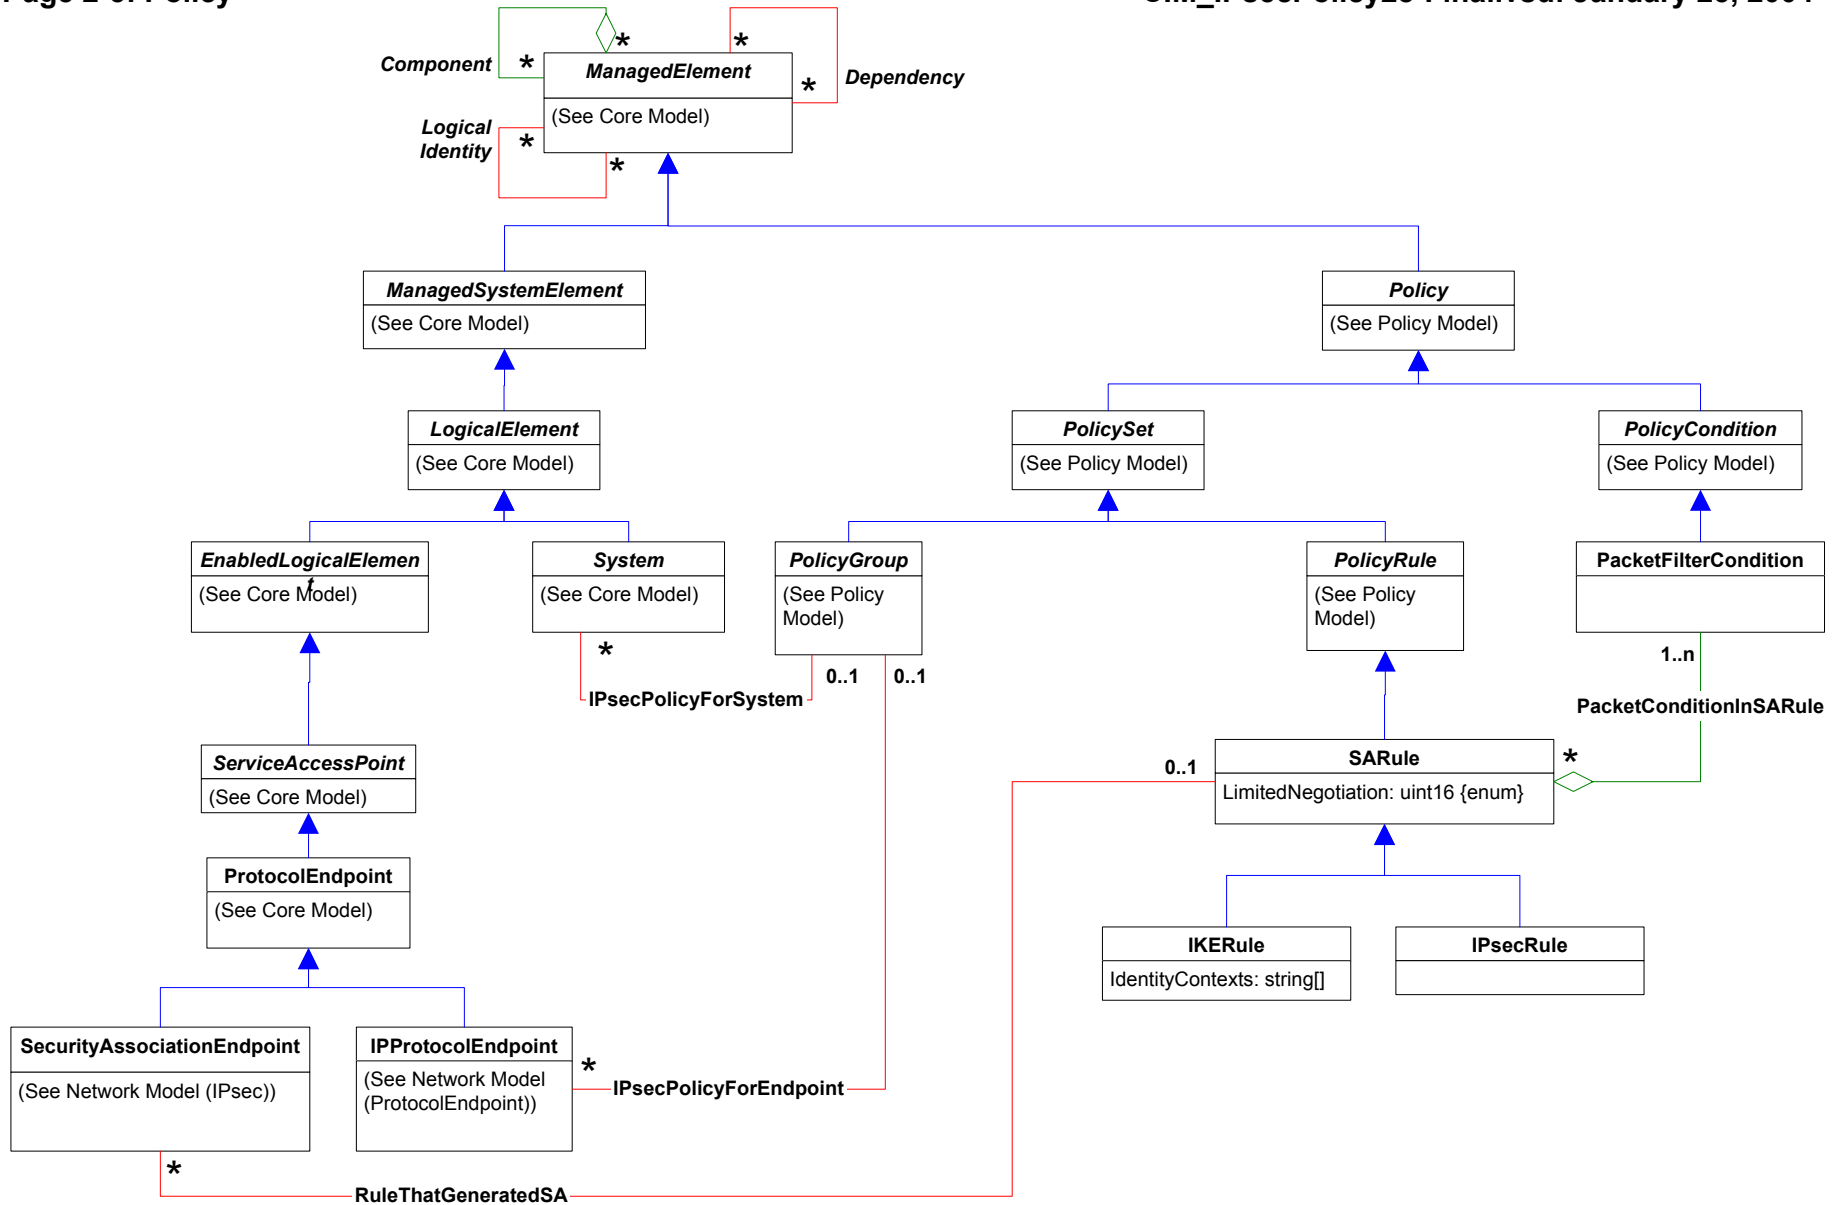 Component
*
*
*
*
ManagedElement
(See Core Model)
Dependency
Logical
Identity
*
*
ManagedSystemElement
(See Core Model)
Policy
(See Policy Model)
LogicalElement
(See Core Model)
PolicySet
(See Policy Model)
PolicyCondition
(See Policy Model)
EnabledLogicalElemen
t
(See Core Model)
System
(See Core Model)
PolicyGroup
(See Policy
Model)
PolicyRule
(See Policy
Model)
PacketFilterCondition
*
0..1
0..1
1..n
IPsecPolicyForSystem
PacketConditionInSARule
ServiceAccessPoint
(See Core Model)
0..1
SARule
LimitedNegotiation: uint16 {enum}
*
ProtocolEndpoint
(See Core Model)
IKERule
IdentityContexts: string[]
IPsecRule
SecurityAssociationEndpoint
(See Network Model (IPsec))
IPProtocolEndpoint
(See Network Model
(ProtocolEndpoint))
*
IPsecPolicyForEndpoint
*
RuleThatGeneratedSA